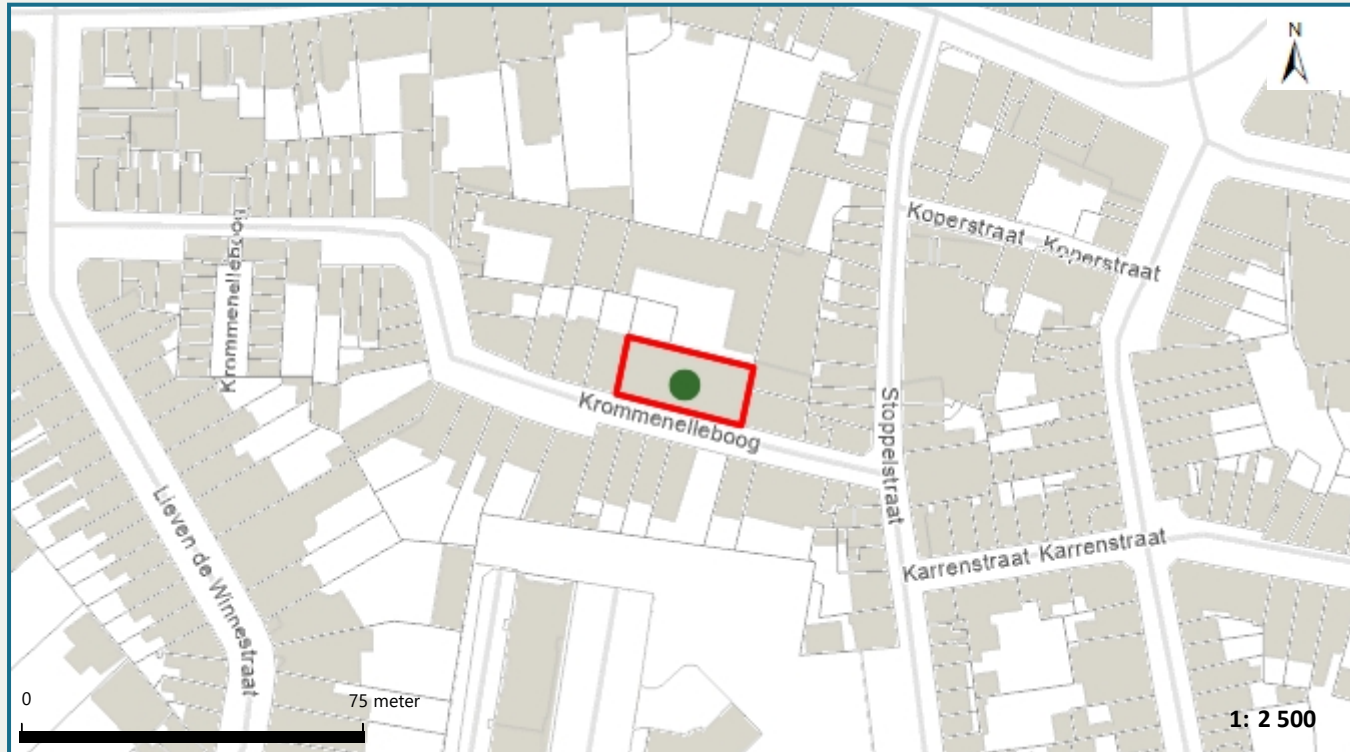 N
Koperstraat Koperstraat
Krommenelleboog
Krommenelleboog
Stoppelstraat
Lieven de Winnestraat
Karrenstraat Karrenstraat
0 75 meter
1: 2 500